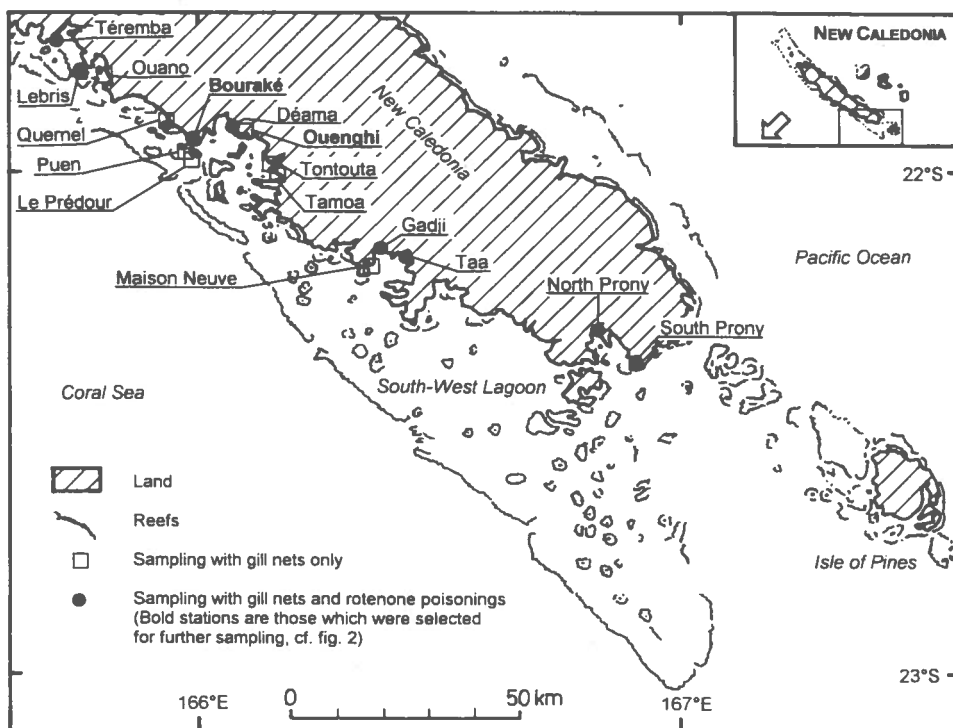 NEW CALEDONIA
Téremba
Ouano
Lebris
Bouraké
Déama
Quemel
Ouenghi
Puen
Tontouta
Le Prédour
Tamoa
New Caledonia
22°S
Gadji
Taa
Maison Neuve
Pacific Ocean
North Prony
South Prony
Coral Sea
South-West Lagoon
Isle of Pines
Land
Reefs
Sampling with gill nets only
Sampling with gill nets and rotenone poisonings
(Bold stations are those which were selected
for further sampling, cf. fig. 2)
23°S
166°E
0
50 km
167°E